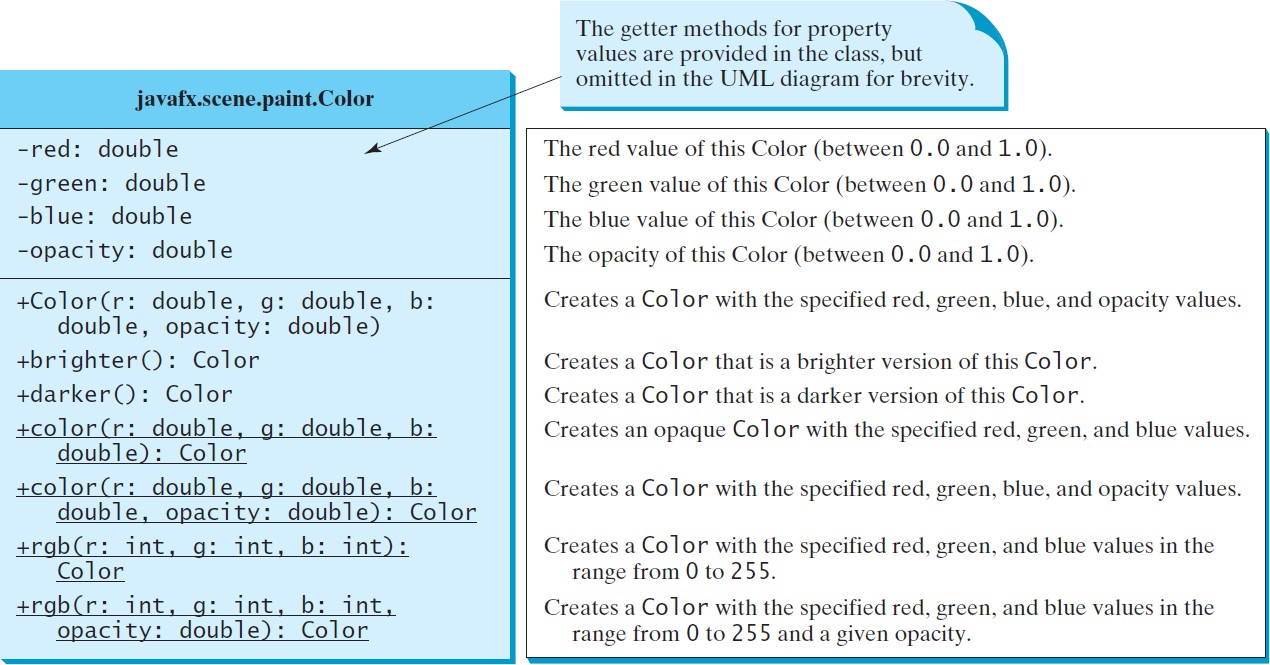 The getter methods for property
values are provided in the class, but
omitted in the UML diagram for brevity.
javafx.scene.paint.Color
-red: double
-green: double
-blue: double
-opacity: double
+Color(r: double, g: double, b:
double, opacity: double)
+brighter(): Color
+darker(): Color
+color(r: double, g: double, b:
double): Color
+color(r: double, g: double, b:
double, opacity: double): Color
+rgb(r: int, g: int, b: int):
Color
+rgb(r: int, g: int, b: int,
opacity: double): Color
The red value of this Color (between 0.0 and 1.0).
The green value of this Color (between 0.0 and 1.0).
The blue value of this Color (between 0.0 and 1.0).
The opacity of this Color (between 0.0 and 1.0).
Creates a Color with the specified red, green, blue, and opacity values.
Creates a Color that is a brighter version of this Color.
Creates a Color that is a darker version of this Color.
Creates an opaque Color with the specified red, green, and blue values.
Creates a Color with the specified red, green, blue, and opacity values.
Creates a Color with the specified red, green, and blue values in the
range from 0 to 255.
Creates a Color with the specified red, green, and blue values in the
range from 0 to 255 and a given opacity.